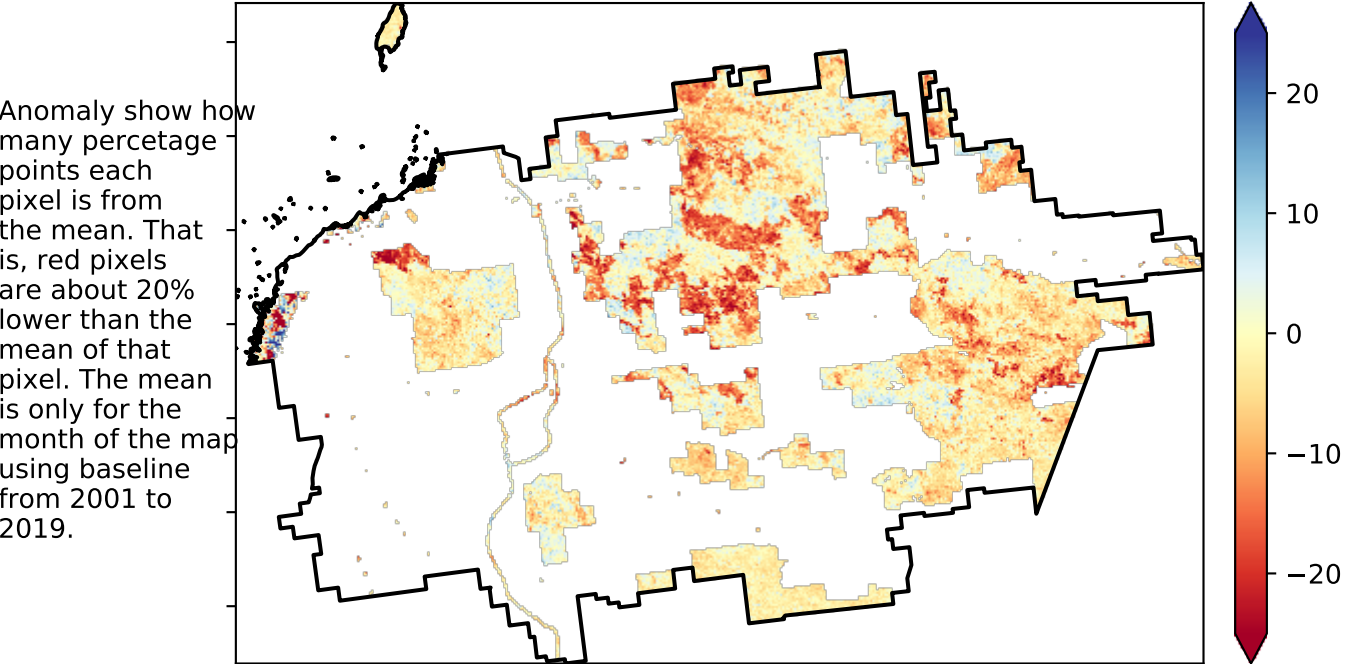 Anomaly show how
many percetage
points each
pixel is from
the mean. That
is, red pixels
are about 20%
lower than the
mean of that
pixel. The mean
is only for the
month of the map
using baseline
from 2001 to
2019.
20
10
0
−10
−20